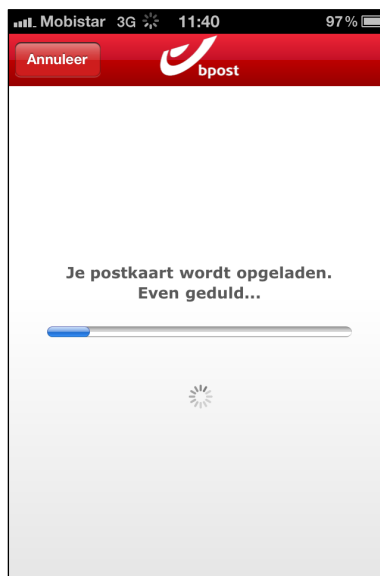 Mobistar 3G 11:40 97%
Annuleer
bpost
Je postkaart wordt opgeladen.
Even geduld...